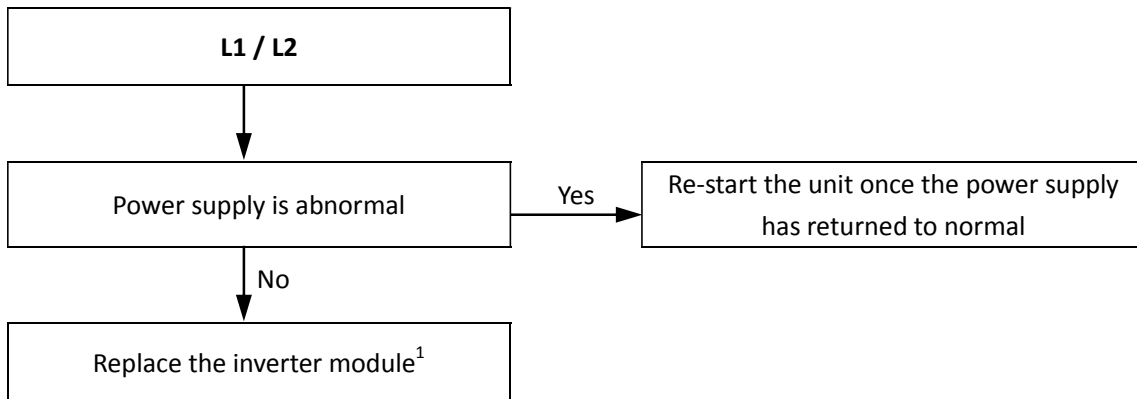 L1 / L2
Power supply is abnormal
Yes
Re-start the unit once the power supply
has returned to normal
No
Replace the inverter module1